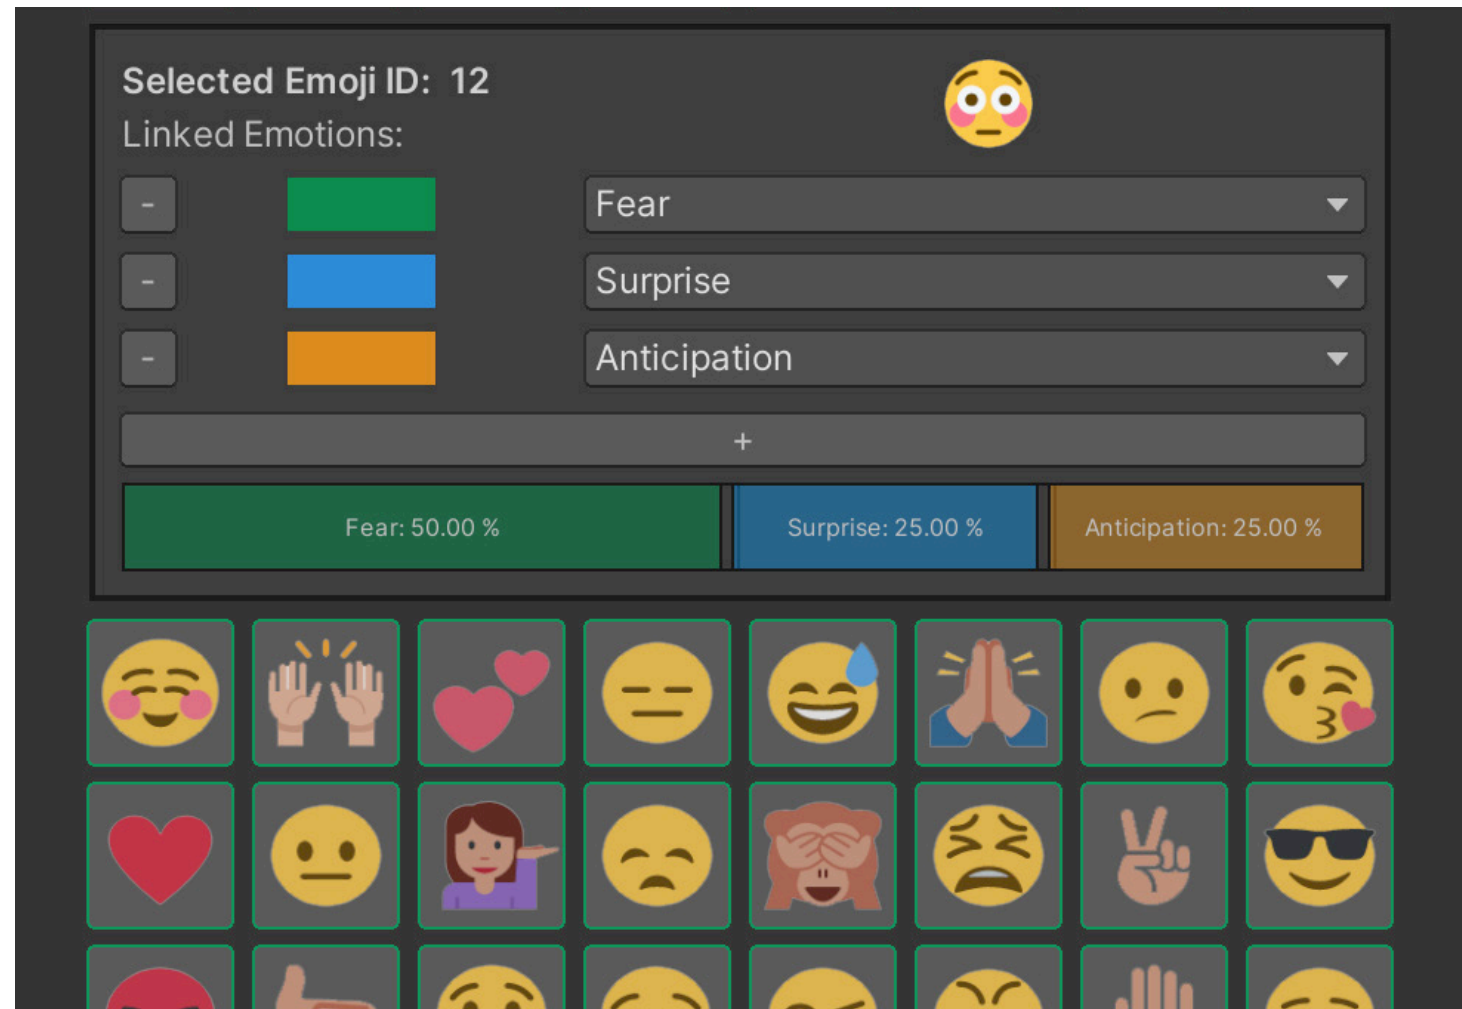 Selected Emoji ID: 12
Linked Emotions:
- Fear
- Surprise
- Anticipation
+
Fear: 50.00 % Surprise: 25.00 % Anticipation: 25.00 %